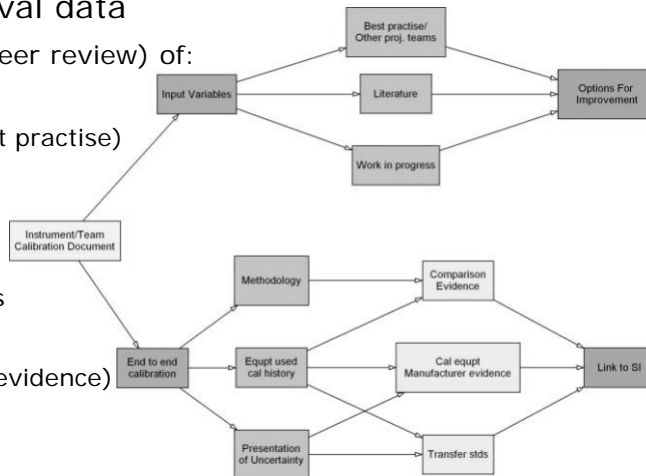 val data
eer review) of:
t practise)
s
evidence)
Best practise/
Other proj. teams
Input Variables
Literature
Options For
Improvement
Work in progress
Instrument/Team
Calibration Document
Methodology
Comparison
Evidence
End to end
calibration
Equpt used
cal history
Cal equpt
Manufacturer evidence
Link to SI
Presentation
of Uncertainty
Transfer stds